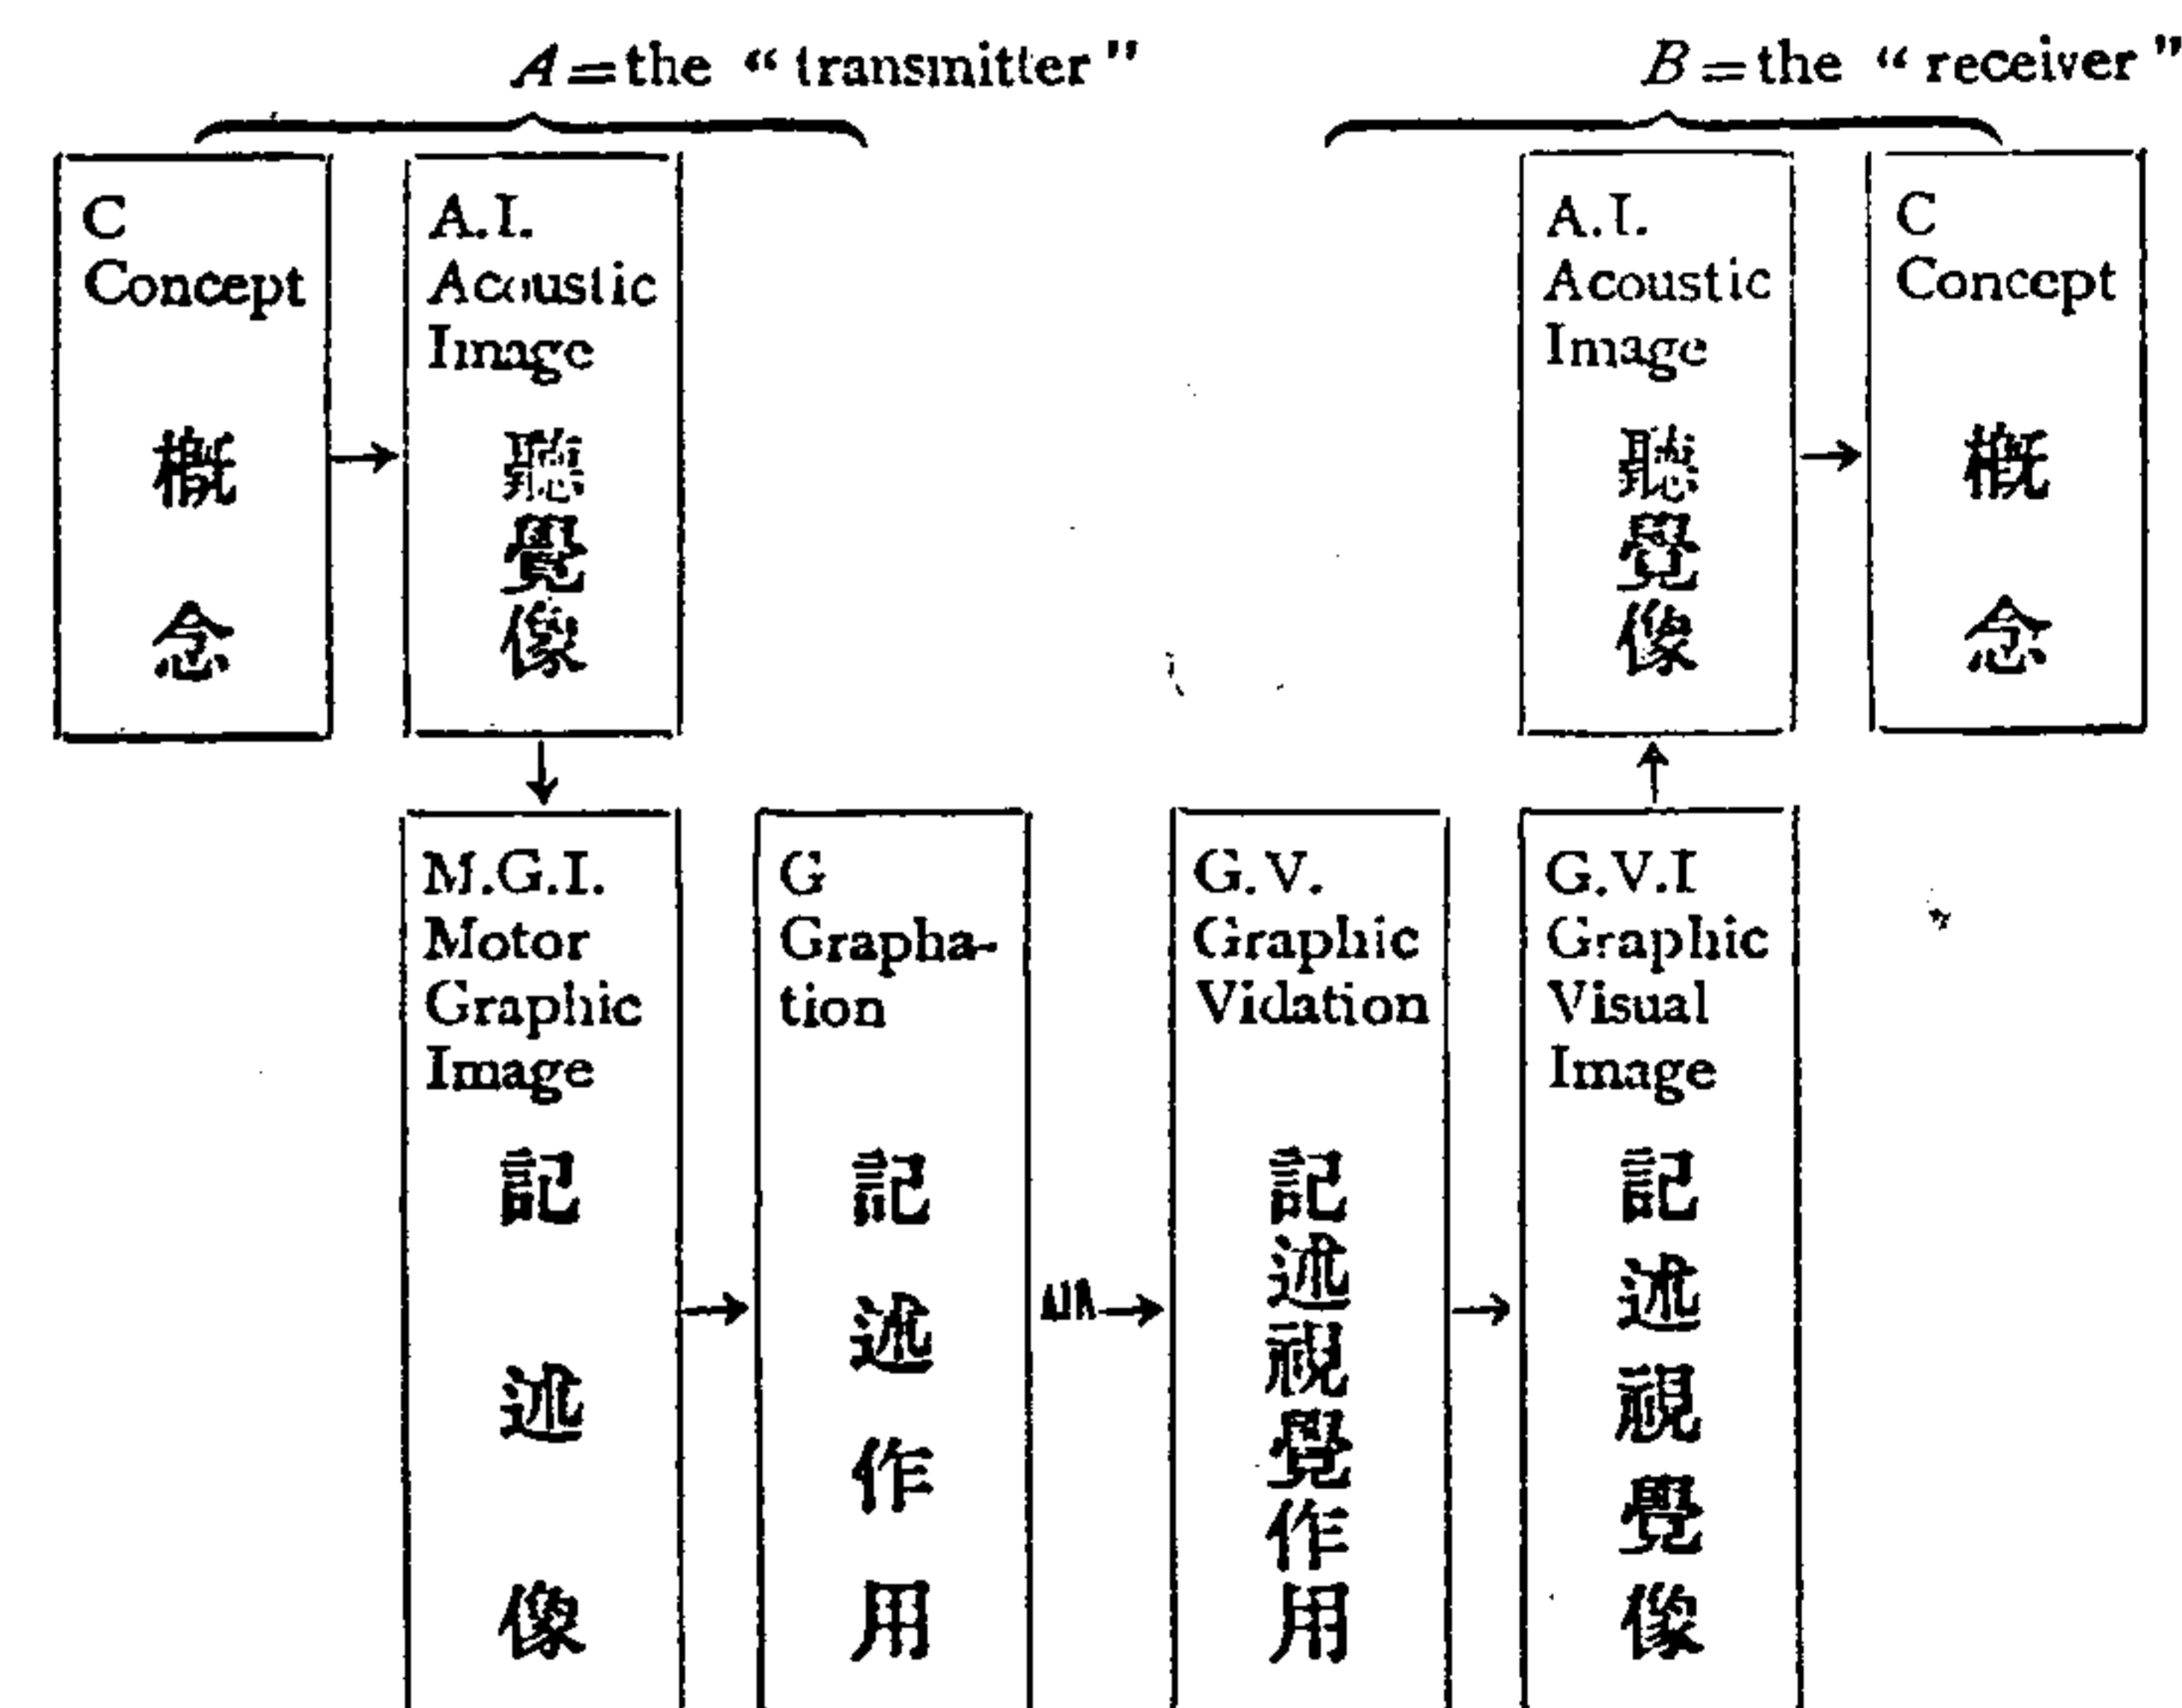 A=the “transmitter”
B=the “receiver”
C
Concept
概念
A.I.
Acoustic
Image
聽覺像
A.I.
Acoustic
Image
聽覺像
C
Concept
概念
M.G.I.
Motor
Graphic
Image
記述像
G
Grapha-
tion
記述作用
G.V.
Graphic
Vidation
記述視覺作用
G.V.I
Graphic
Visual
Image
記述視覺像